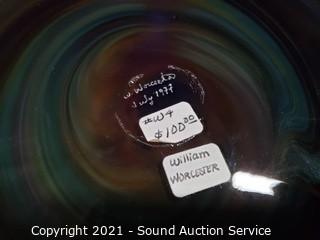 W Worcester
July 1977
#W4
$100.00
William
WORCESTER
Copyright 2021 - Sound Auction Service